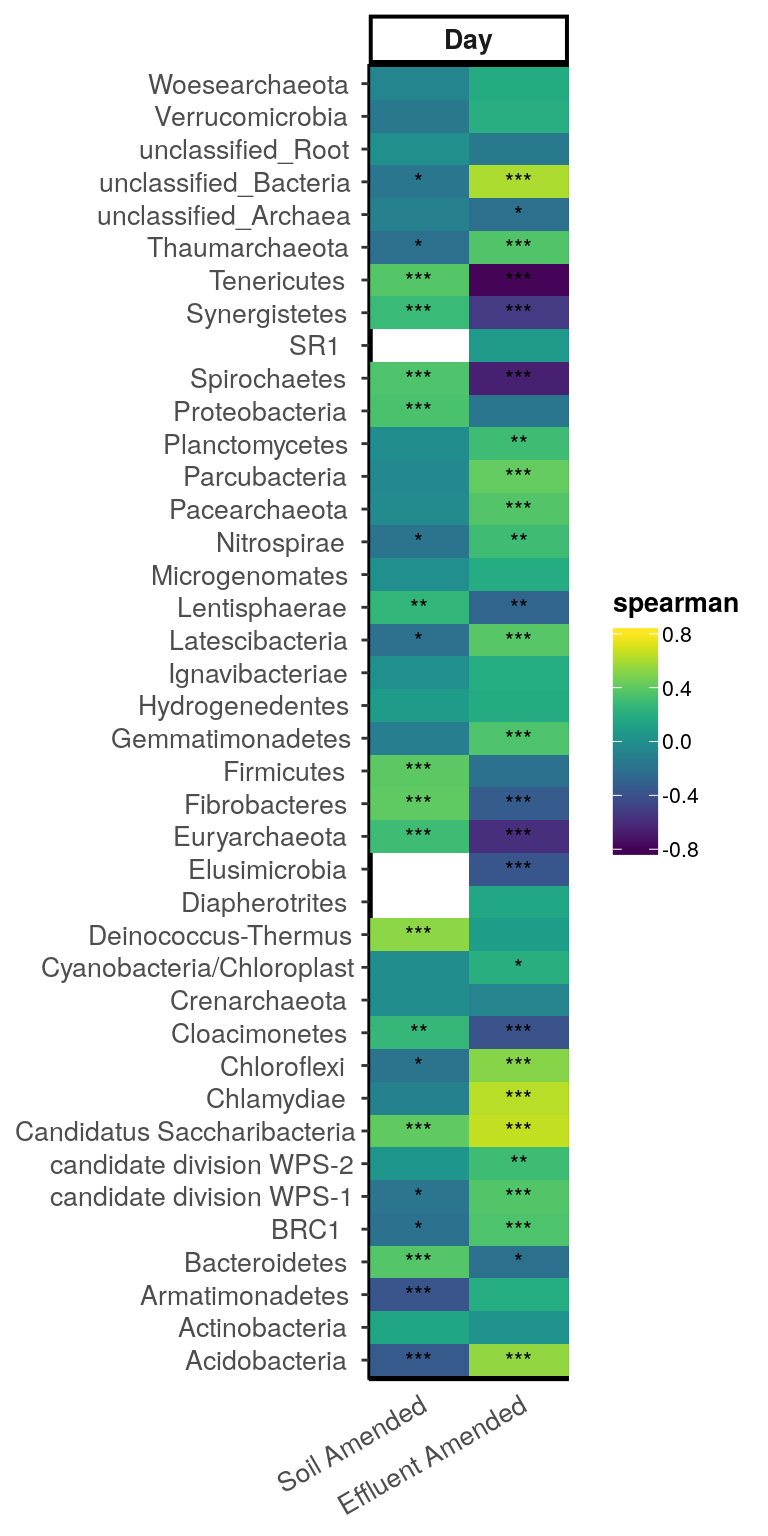 Day
Woesearchaeota
Verrucomicrobia
unclassified_Root
unclassified_Bacteria * ***
unclassified_Archaea *
Thaumarchaeota * ***
Tenericutes *** ***
Synergistetes *** ***
SR1
Spirochaetes *** ***
Proteobacteria ***
Planctomycetes **
Parcubacteria ***
Pacearchaeota ***
Nitrospirae * **
Microgenomates
Lentisphaerae ** **
Latescibacteria * ***
Ignavibacteriae
Hydrogenedentes
Gemmatimonadetes ***
Firmicutes ***
Fibrobacteres *** ***
Euryarchaeota *** ***
Elusimicrobia ***
Diapherotrites
Deinococcus-Thermus ***
Cyanobacteria/Chloroplast *
Crenarchaeota
Cloacimonetes ** ***
Chloroflexi * ***
Chlamydiae ***
Candidatus Saccharibacteria *** ***
candidate division WPS-2 **
candidate division WPS-1 * ***
BRC1 * ***
Bacteroidetes *** *
Armatimonadetes ***
Actinobacteria
Acidobacteria *** ***
Soil Amended
Effluent Amended
spearman
0.8
0.4
0.0
-0.4
-0.8